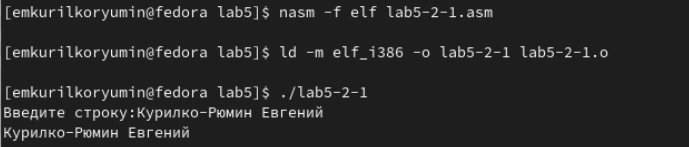 [emkurilkoryumin@fedora lab5]$ nasm -f elf lab5-2-1.asm
[emkurilkoryumin@fedora lab5]$ ld -m elf_i386 -o lab5-2-1 lab5-2-1.o
[emkurilkoryumin@fedora lab5]$ ./lab5-2-1
Введите строку:Курилко-Рюмин Евгений
Курилко-Рюмин Евгений